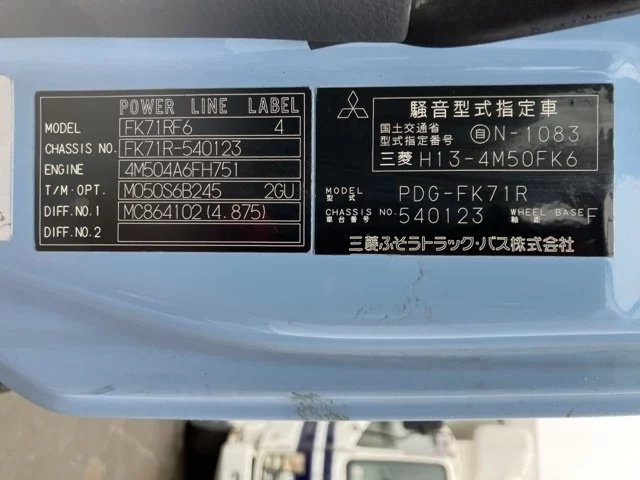 POWER LINE LABEL
MODEL FK71RF6 4
CHASSIS NO. FK71R-540123
ENGINE 4M504A6FH751
T/M・OPT. M050S6B245 2GU
DIFF.NO.1 MC864102(4.875)
DIFF.NO.2
騒音型式指定車
国土交通省
型式指定番号 自 N-1083
三菱 H13-4M50FK6
MODEL 型式 PDG-FK71R
CHASSIS NO. 車台番号 540123 WHEEL BASE 軸距 F
三菱ふそうトラック・バス株式会社